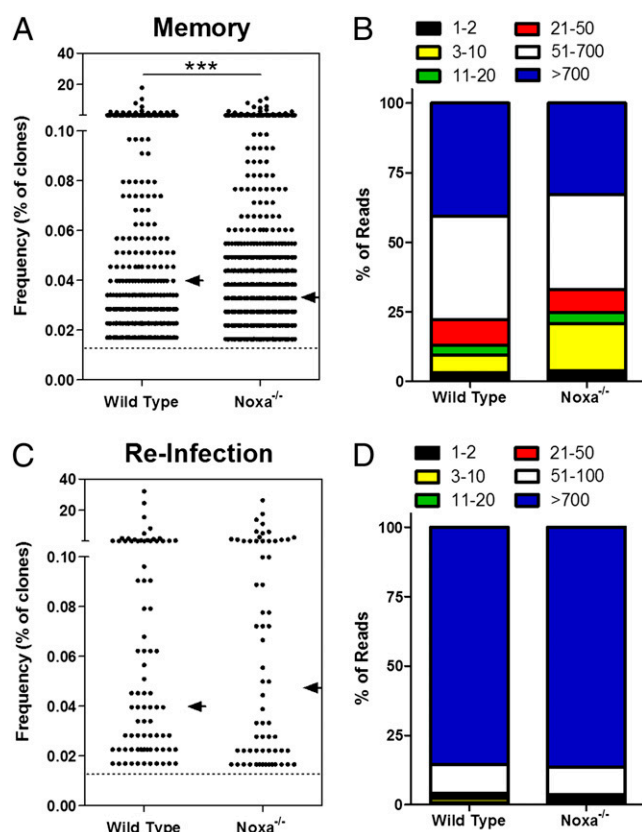 A
Memory
***
Frequency (% of clones)
40
20
0.10
0.08
0.06
0.04
0.02
0.00
Wild Type
Noxa-/-
B
1-2
21-50
3-10
51-700
11-20
>700
% of Reads
100
75
50
25
0
Wild Type
Noxa-/-
C
Re-Infection
Frequency (% of clones)
40
20
0.10
0.08
0.06
0.04
0.02
0.00
Wild Type
Noxa-/-
D
1-2
21-50
3-10
51-100
11-20
>700
% of Reads
100
75
50
25
0
Wild Type
Noxa-/-